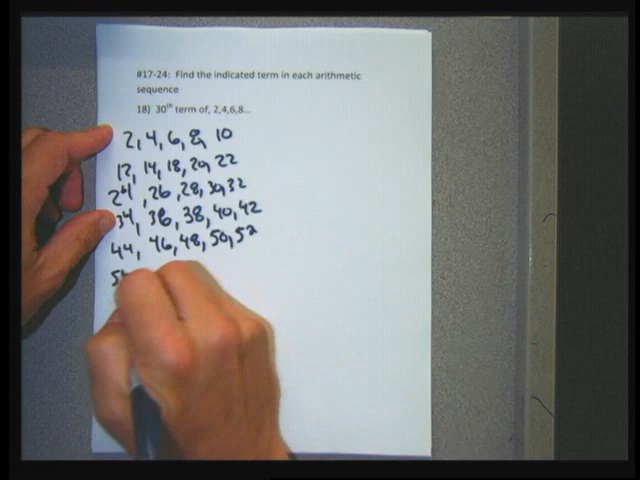 #17-24: Find the indicated term in each arithmetic
sequence
18) 30th term of, 2,4,6,8...
2, 4, 6, 8, 10
12, 14, 18, 20, 22
24, 26, 28, 30, 32
34, 36, 38, 40, 42
44, 46, 48, 50, 52